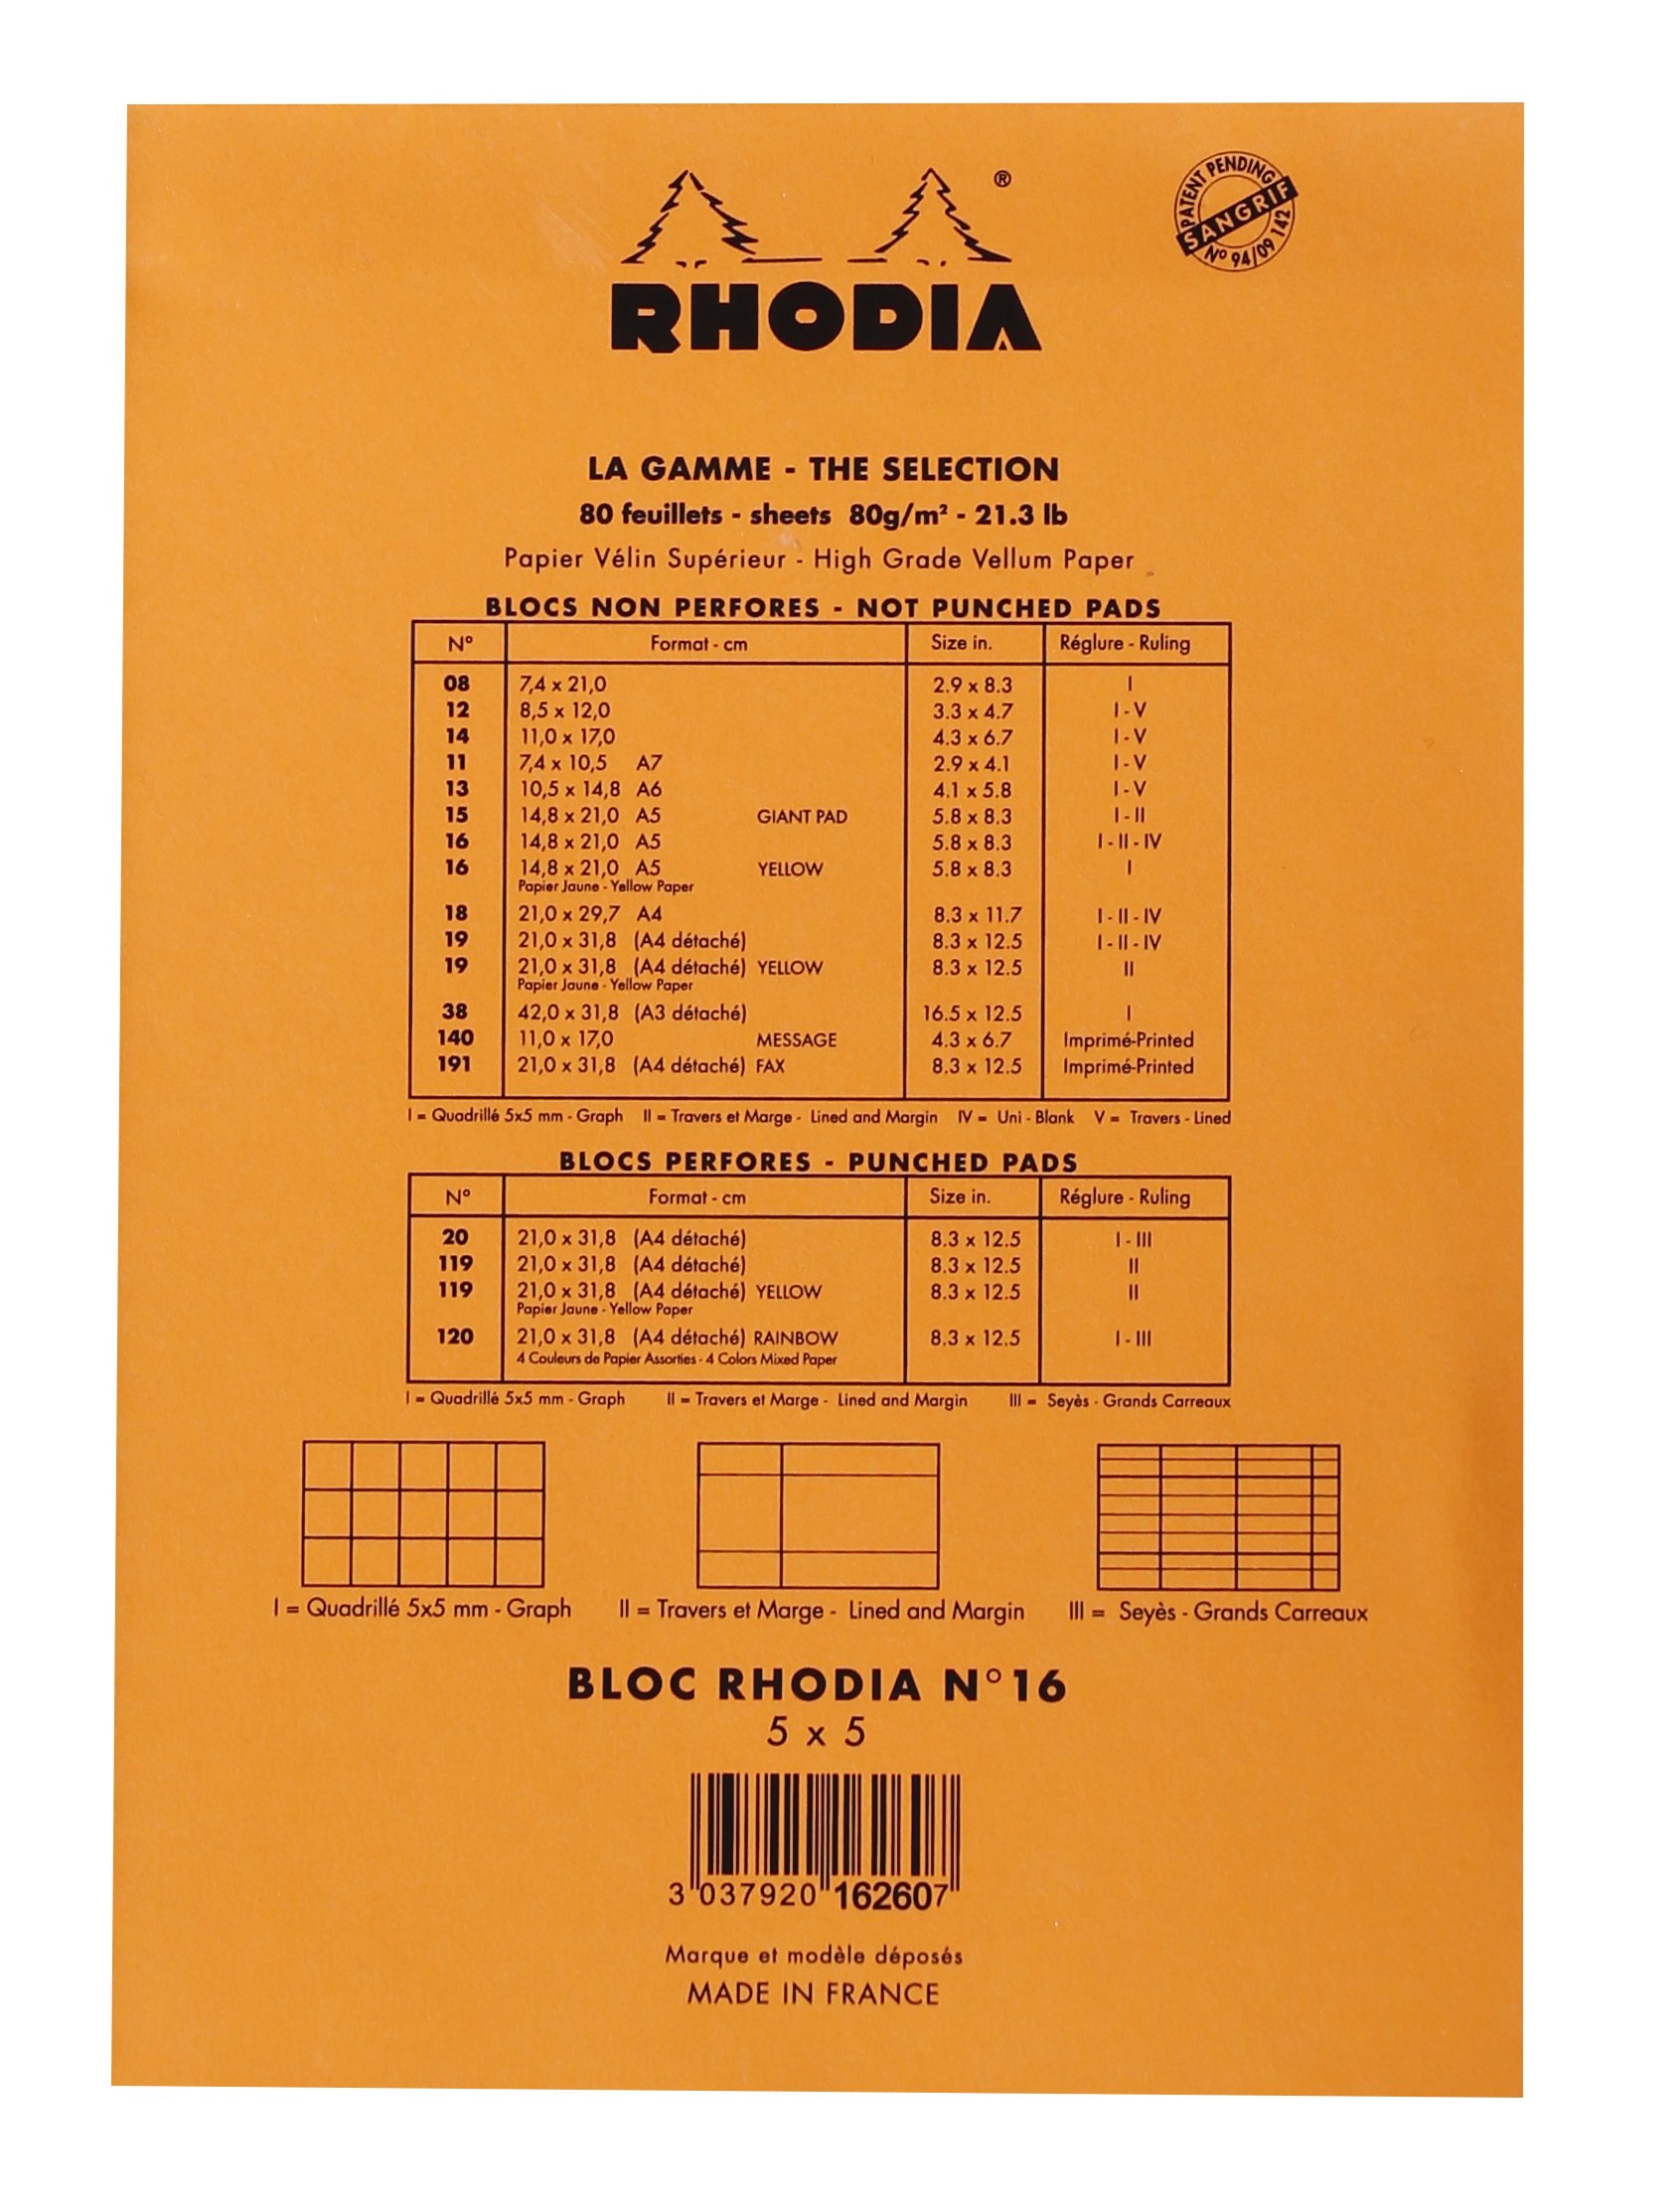 ®
PATENT PENDING
SANGRIF
N° 94/09 142
RHODIA
LA GAMME - THE SELECTION
80 feuillets - sheets 80g/m² - 21.3 lb
Papier Vélin Supérieur - High Grade Vellum Paper
BLOCS NON PERFORES - NOT PUNCHED PADS
N° Format - cm Size in. Réglure - Ruling
08 7,4 x 21,0 2.9 x 8.3 I
12 8,5 x 12,0 3.3 x 4.7 I - V
14 11,0 x 17,0 4.3 x 6.7 I - V
11 7,4 x 10,5 A7 2.9 x 4.1 I - V
13 10,5 x 14,8 A6 4.1 x 5.8 I - V
15 14,8 x 21,0 A5 GIANT PAD 5.8 x 8.3 I - II
16 14,8 x 21,0 A5 5.8 x 8.3 I - II - IV
16 14,8 x 21,0 A5 YELLOW 5.8 x 8.3 I
Papier Jaune - Yellow Paper
18 21,0 x 29,7 A4 8.3 x 11.7 I - II - IV
19 21,0 x 31,8 (A4 détaché) 8.3 x 12.5 I - II - IV
19 21,0 x 31,8 (A4 détaché) YELLOW 8.3 x 12.5 II
Papier Jaune - Yellow Paper
38 42,0 x 31,8 (A3 détaché) 16.5 x 12.5 I
140 11,0 x 17,0 MESSAGE 4.3 x 6.7 Imprimé-Printed
191 21,0 x 31,8 (A4 détaché) FAX 8.3 x 12.5 Imprimé-Printed
I = Quadrillé 5x5 mm - Graph II = Travers et Marge - Lined and Margin IV = Uni - Blank V = Travers - Lined
BLOCS PERFORES - PUNCHED PADS
N° Format - cm Size in. Réglure - Ruling
20 21,0 x 31,8 (A4 détaché) 8.3 x 12.5 I - III
119 21,0 x 31,8 (A4 détaché) 8.3 x 12.5 II
119 21,0 x 31,8 (A4 détaché) YELLOW 8.3 x 12.5 II
Papier Jaune - Yellow Paper
120 21,0 x 31,8 (A4 détaché) RAINBOW 8.3 x 12.5 I - III
4 Couleurs de Papier Assorties - 4 Colors Mixed Paper
I = Quadrillé 5x5 mm - Graph II = Travers et Marge - Lined and Margin III = Seyès - Grands Carreaux
I = Quadrillé 5x5 mm - Graph II = Travers et Marge - Lined and Margin III = Seyès - Grands Carreaux
BLOC RHODIA N° 16
5 x 5
3 037920 162607
Marque et modèle déposés
MADE IN FRANCE